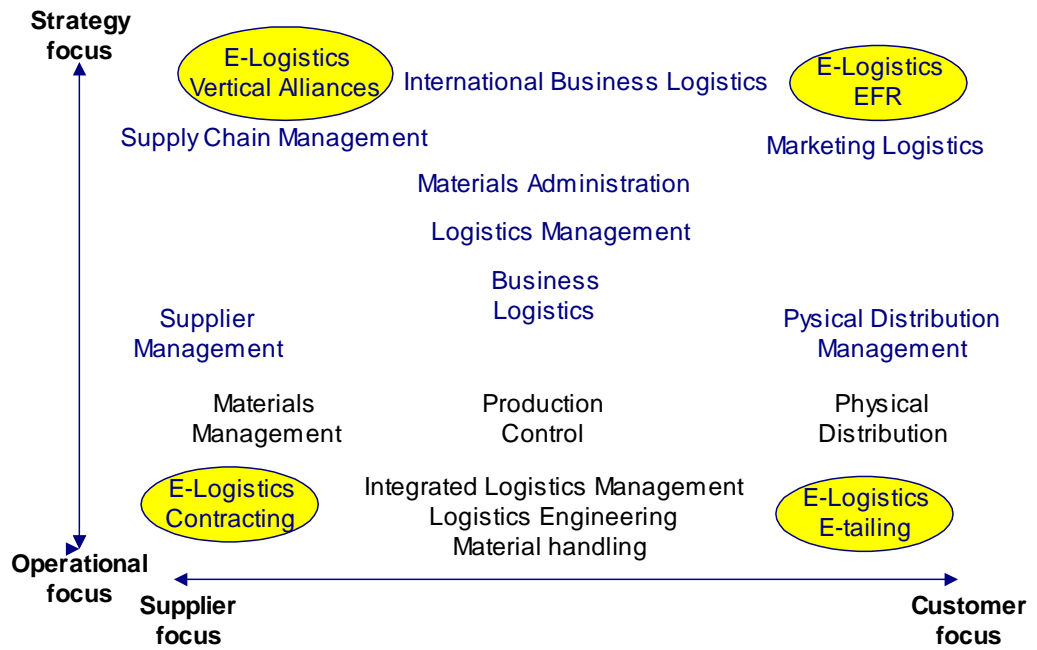 Strategy
focus
E-Logistics
Vertical Alliances
International Business Logistics
E-Logistics
EFR
Supply Chain Management
Marketing Logistics
Materials Administration
Logistics Management
Business
Logistics
Supplier
Management
Pysical Distribution
Management
Materials
Management
Production
Control
Physical
Distribution
E-Logistics
Contracting
Integrated Logistics Management
Logistics Engineering
Material handling
E-Logistics
E-tailing
Operational
focus
Supplier
focus
Customer
focus